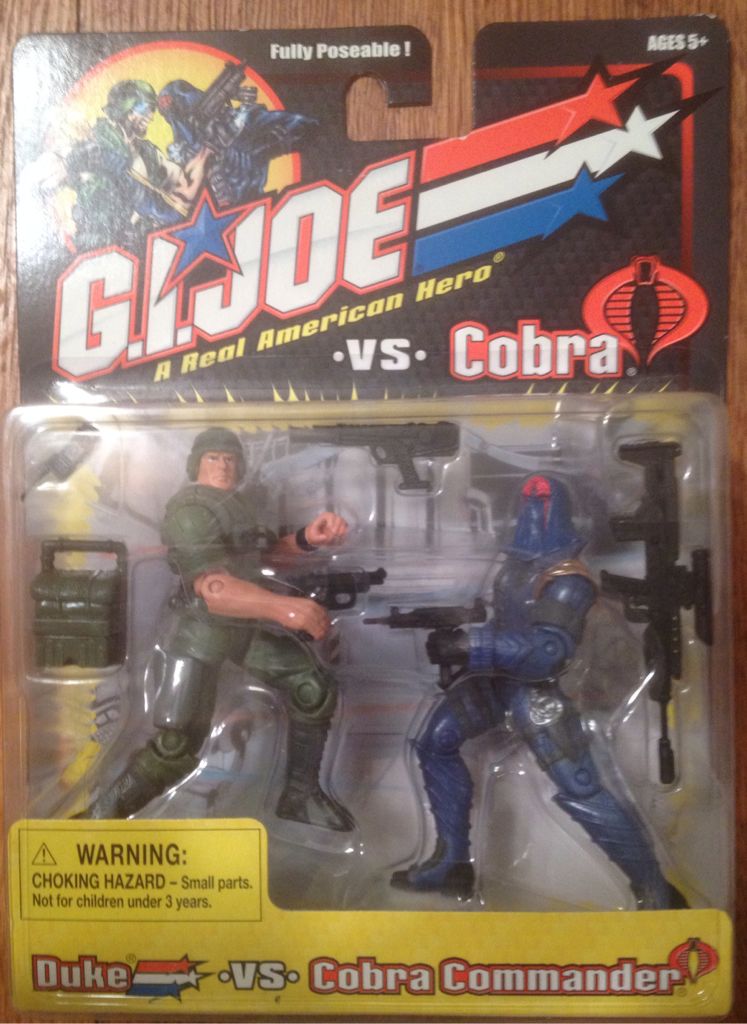 Fully Poseable !
AGES 5+
G.I. JOE
A Real American Hero®
•VS• Cobra®
⚠ WARNING:
CHOKING HAZARD – Small parts.
Not for children under 3 years.
Duke® •VS• Cobra Commander®